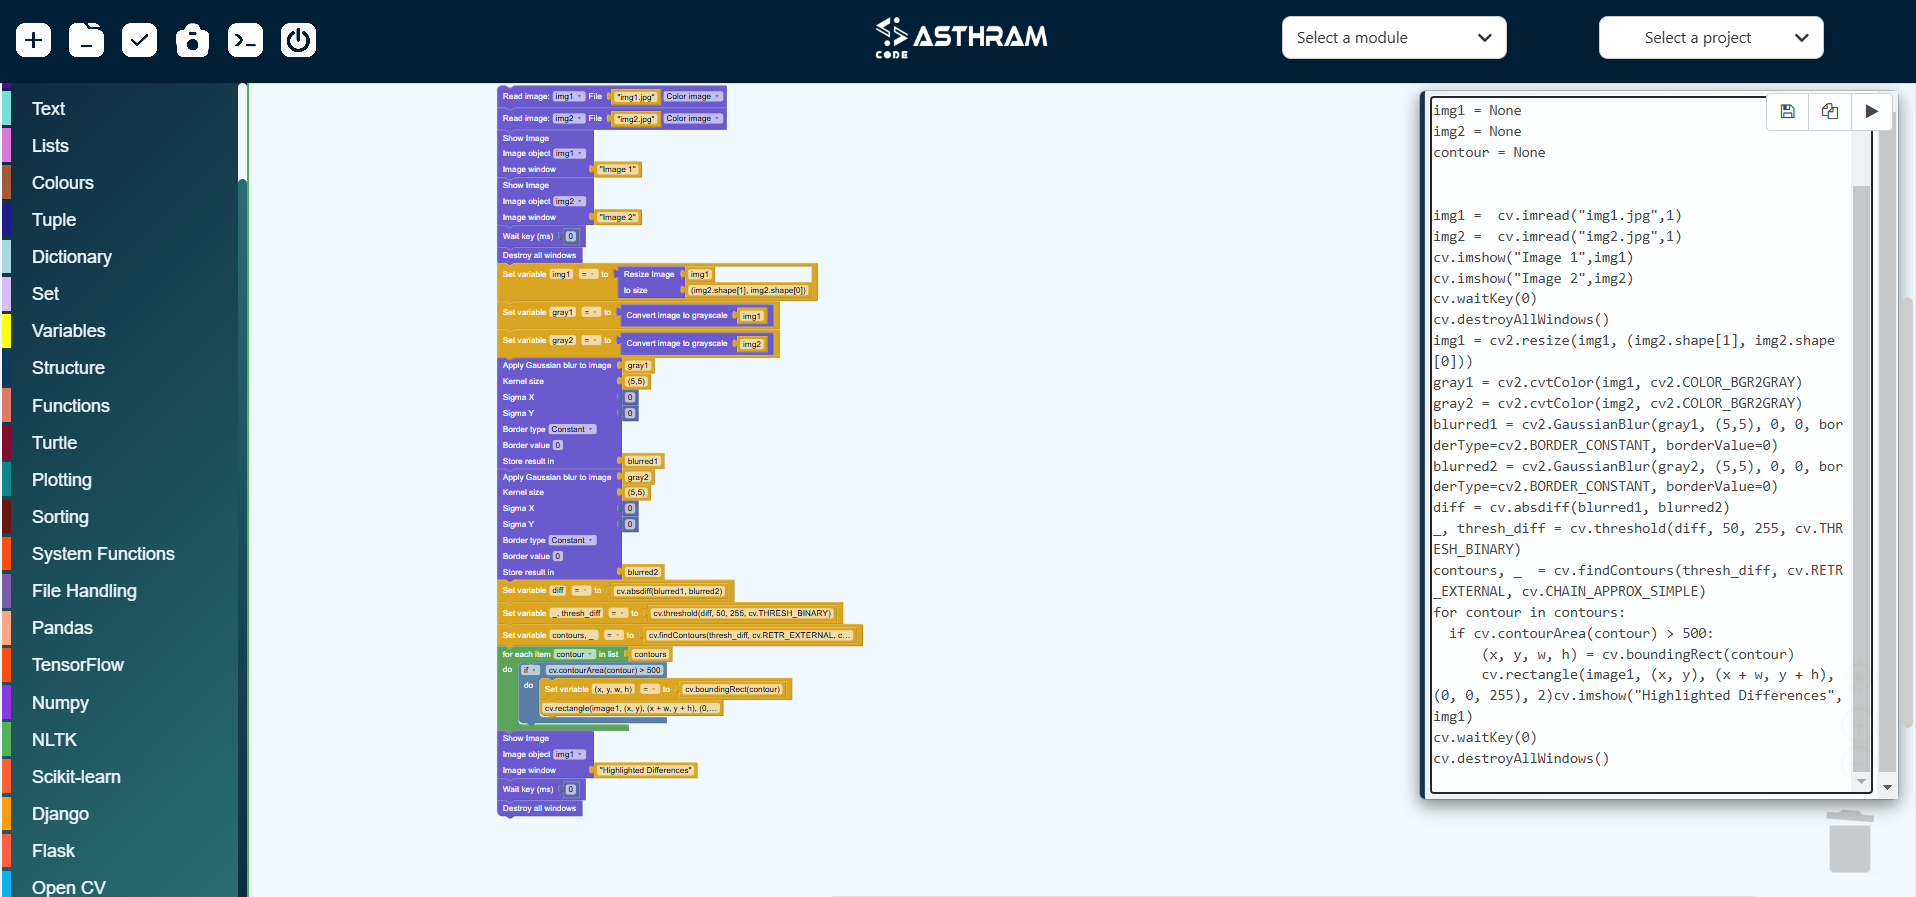 ASTHRAM
CODE
Select a module
Select a project
Text
Lists
Colours
Tuple
Dictionary
Set
Variables
Structure
Functions
Turtle
Plotting
Sorting
System Functions
File Handling
Pandas
TensorFlow
Numpy
NLTK
Scikit-learn
Django
Flask
Open CV
Read image: img1 File "img1.jpg" Color image
Read image: img2 File "img2.jpg" Color image
Show Image
Image object img1
Image window "Image 1"
Show Image
Image object img2
Image window "Image 2"
Wait key (ms) 0
Destroy all windows
Set variable img1 = to Resize Image img1
to size (img2.shape[1], img2.shape[0])
Set variable gray1 = to Convert image to grayscale img1
Set variable gray2 = to Convert image to grayscale img2
Apply Gaussian blur to image gray1
Kernel size (5,5)
Sigma X 0
Sigma Y 0
Border type Constant
Border value 0
Store result in blurred1
Apply Gaussian blur to image gray2
Kernel size (5,5)
Sigma X 0
Sigma Y 0
Border type Constant
Border value 0
Store result in blurred2
Set variable diff = to cv.absdiff(blurred1, blurred2)
Set variable _, thresh_diff = to cv.threshold(diff, 50, 255, cv.THRESH_BINARY)
Set variable contours, _ = to cv.findContours(thresh_diff, cv.RETR_EXTERNAL, c...
for each item contour in list contours
do if cv.contourArea(contour) > 500
do Set variable (x, y, w, h) = to cv.boundingRect(contour)
cv.rectangle(image1, (x, y), (x + w, y + h), (0,...
Show Image
Image object img1
Image window "Highlighted Differences"
Wait key (ms) 0
Destroy all windows
img1 = None
img2 = None
contour = None
img1 =  cv.imread("img1.jpg",1)
img2 =  cv.imread("img2.jpg",1)
cv.imshow("Image 1",img1)
cv.imshow("Image 2",img2)
cv.waitKey(0)
cv.destroyAllWindows()
img1 = cv2.resize(img1, (img2.shape[1], img2.shape
[0]))
gray1 = cv2.cvtColor(img1, cv2.COLOR_BGR2GRAY)
gray2 = cv2.cvtColor(img2, cv2.COLOR_BGR2GRAY)
blurred1 = cv2.GaussianBlur(gray1, (5,5), 0, 0, bor
derType=cv2.BORDER_CONSTANT, borderValue=0)
blurred2 = cv2.GaussianBlur(gray2, (5,5), 0, 0, bor
derType=cv2.BORDER_CONSTANT, borderValue=0)
diff = cv.absdiff(blurred1, blurred2)
_, thresh_diff = cv.threshold(diff, 50, 255, cv.THR
ESH_BINARY)
contours, _  = cv.findContours(thresh_diff, cv.RETR
_EXTERNAL, cv.CHAIN_APPROX_SIMPLE)
for contour in contours:
  if cv.contourArea(contour) > 500:
      (x, y, w, h) = cv.boundingRect(contour)
      cv.rectangle(image1, (x, y), (x + w, y + h),
(0, 0, 255), 2)cv.imshow("Highlighted Differences",
img1)
cv.waitKey(0)
cv.destroyAllWindows()